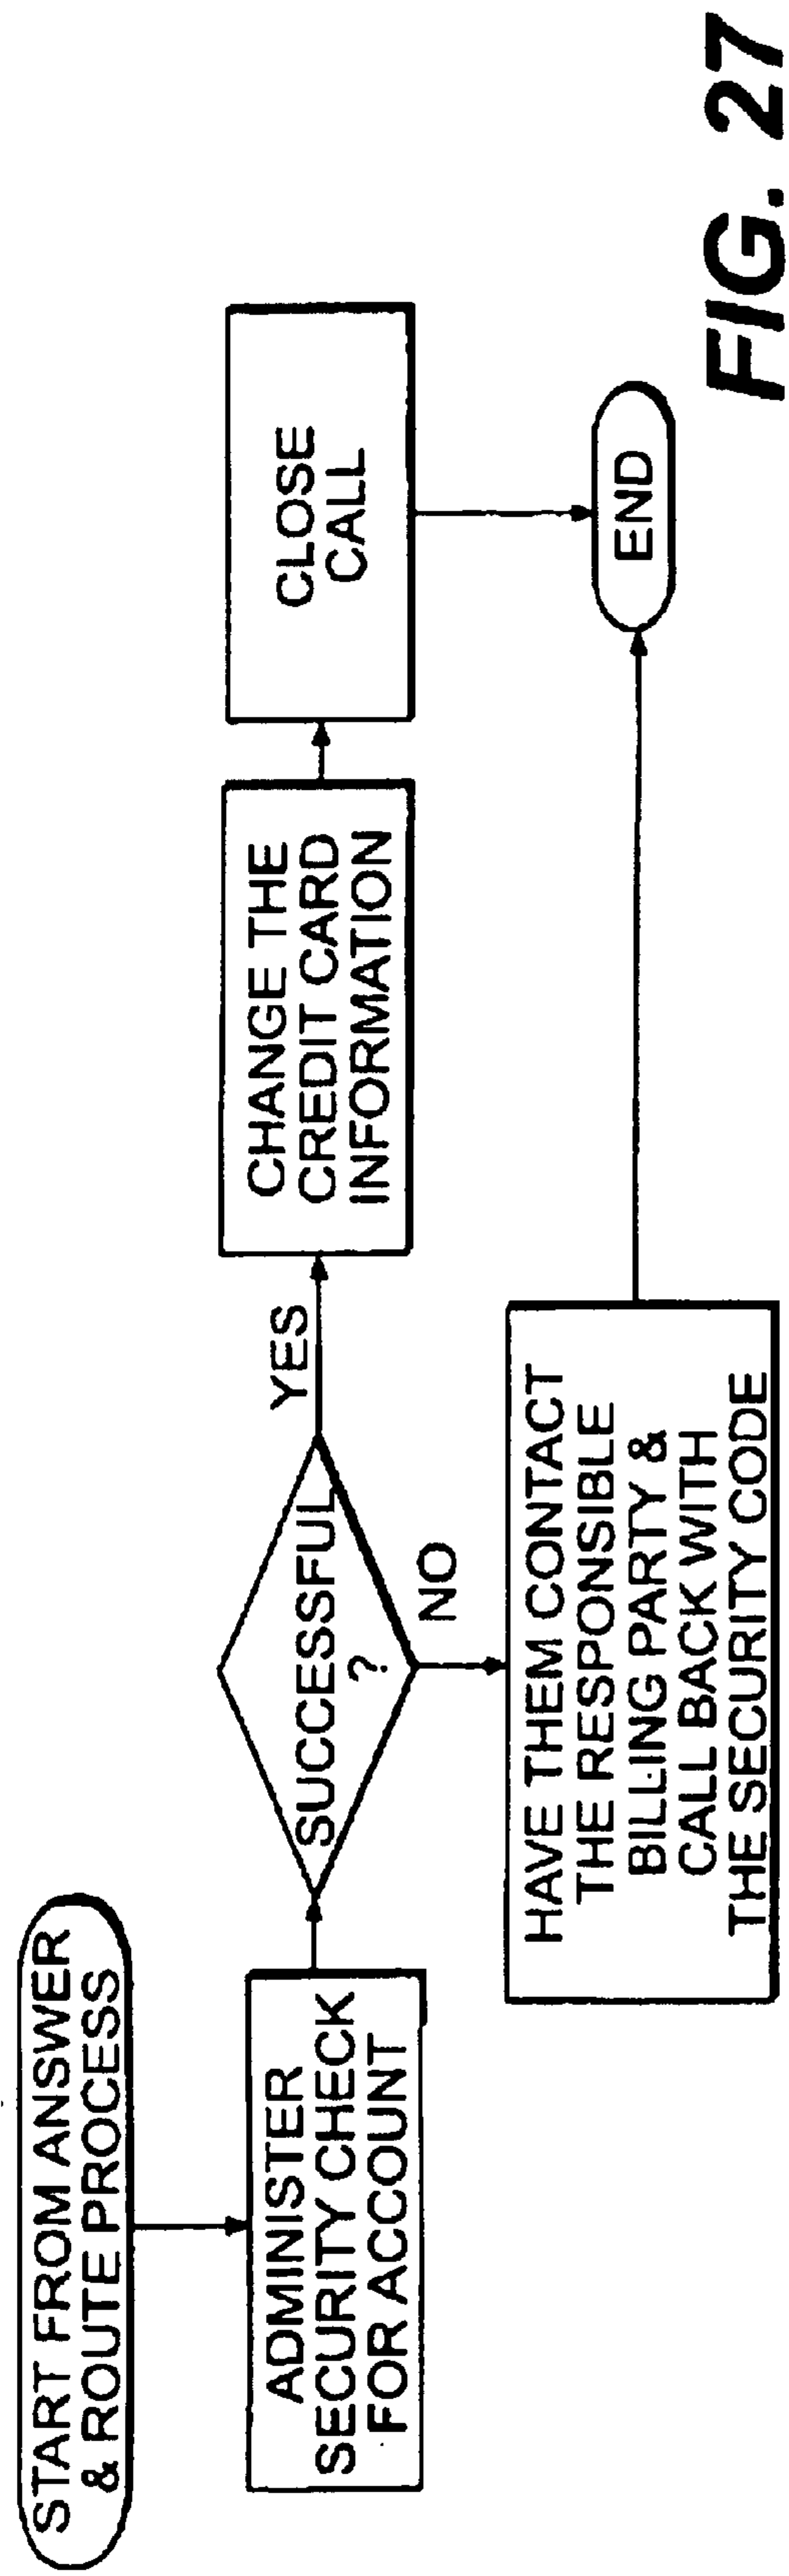 START FROM ANSWER
& ROUTE PROCESS
ADMINISTER
SECURITY CHECK
FOR ACCOUNT
SUCCESSFUL
?
YES
NO
CHANGE THE
CREDIT CARD
INFORMATION
CLOSE
CALL
HAVE THEM CONTACT
THE RESPONSIBLE
BILLING PARTY &
CALL BACK WITH
THE SECURITY CODE
END
FIG. 27